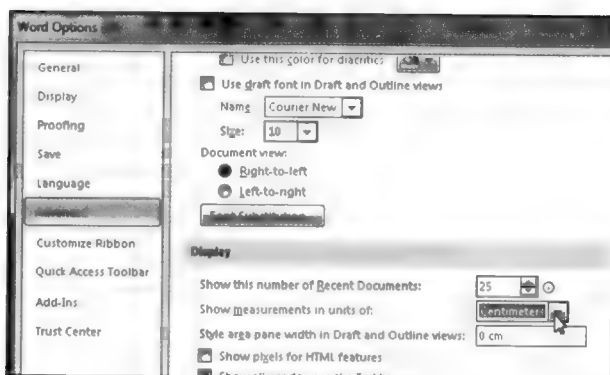 Word Options
General
Display
Proofing
Save
Language
Customize Ribbon
Quick Access Toolbar
Add-Ins
Trust Center
Use this color for diacritics
Use draft font in Draft and Outline views
Name Courier New
Size: 10
Document view:
Right-to-left
Left-to-right
Font Substitution
Display
Show this number of Recent Documents: 25
Show measurements in units of: Centimeters
Style area pane width in Draft and Outline views: 0 cm
Show pixels for HTML features